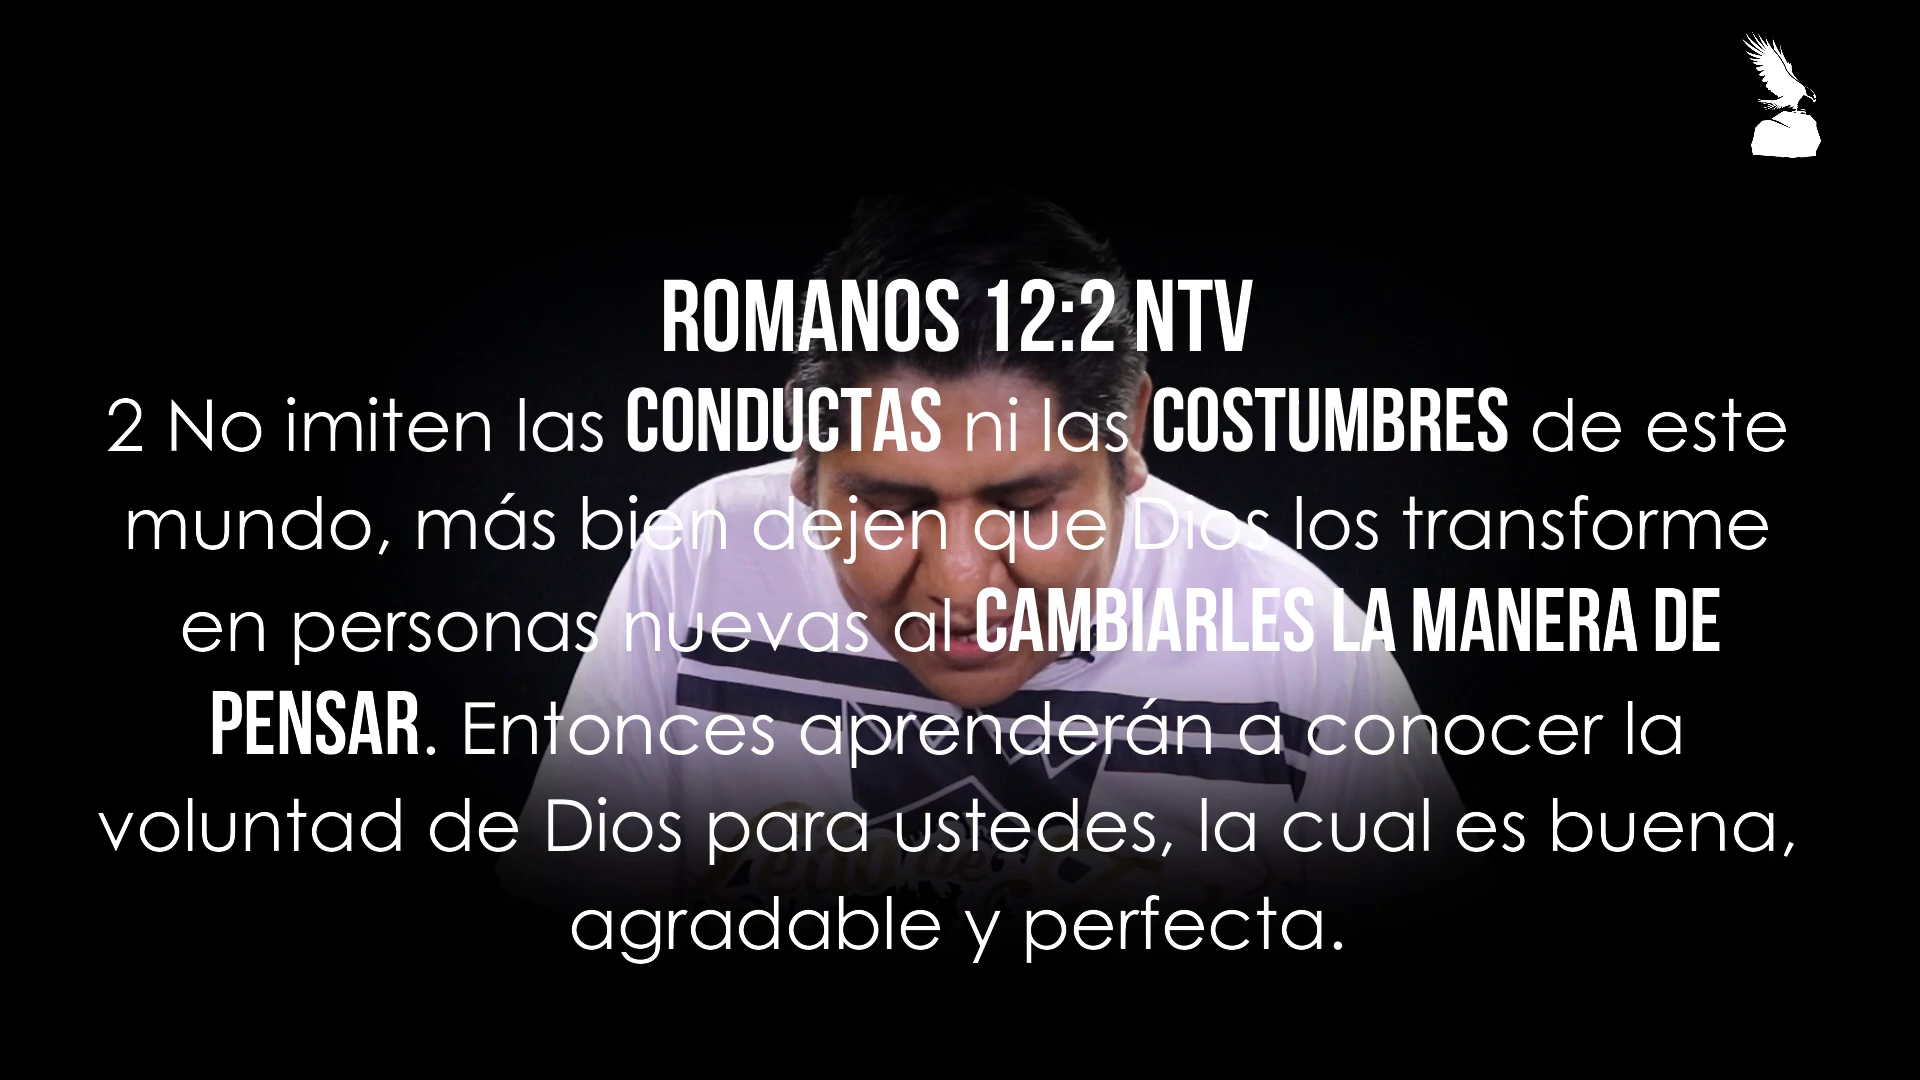 ROMANOS 12:2 NTV
2 No imiten las CONDUCTAS ni las COSTUMBRES de este
mundo, más bien dejen que Dios los transforme
en personas nuevas al CAMBIARLES LA MANERA DE
PENSAR. Entonces aprenderán a conocer la
voluntad de Dios para ustedes, la cual es buena,
agradable y perfecta.